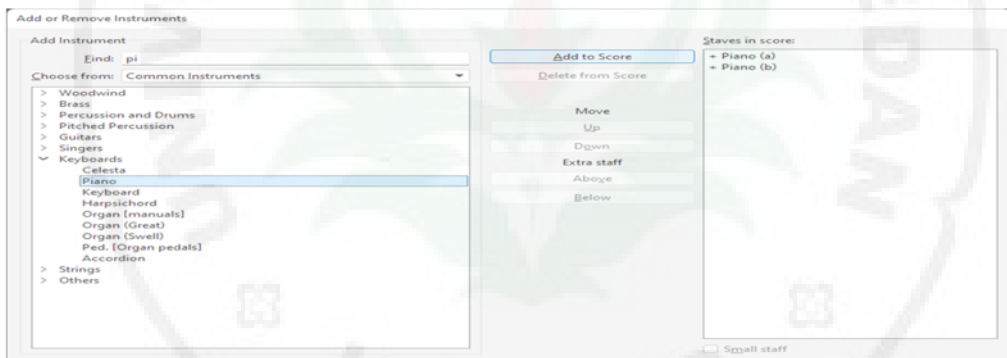 Add or Remove Instruments
Add Instrument
Find: pi
Choose from: Common Instruments
> Woodwind
> Brass
> Percussion and Drums
> Pitched Percussion
> Guitars
> Singers
Keyboards
Celesta
Piano
Keyboard
Harpsichord
Organ [manuals]
Organ (Great)
Organ (Swell)
Ped. [Organ pedals]
Accordion
> Strings
> Others
Add to Score
Delete from Score
Move
Up
Down
Extra staff
Above
Below
Staves in score:
+ Piano (a)
+ Piano (b)
Small staff
EDAN